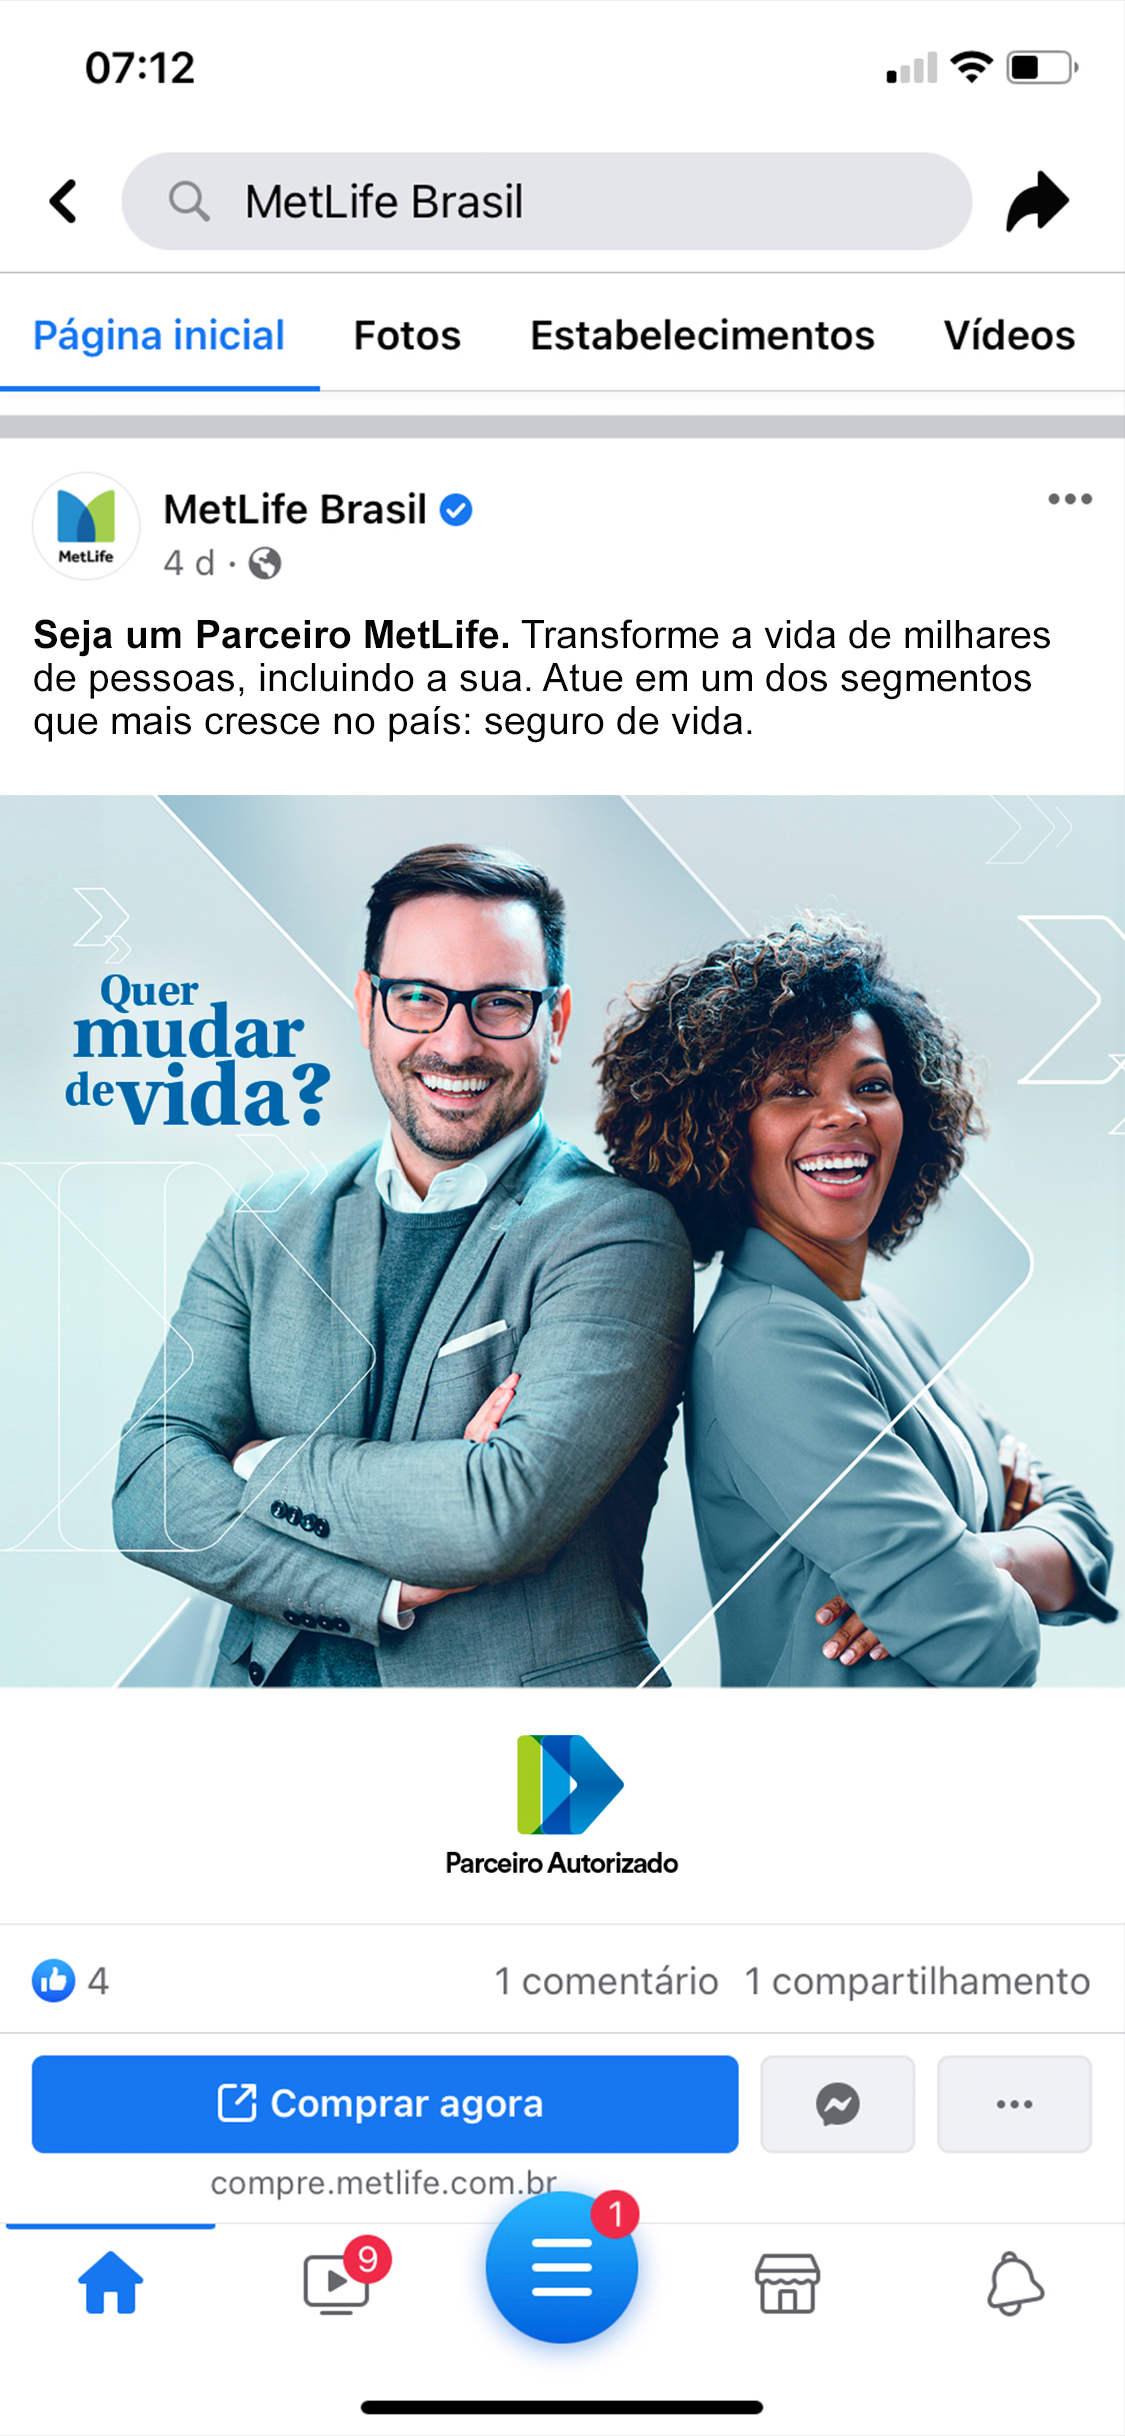 07:12
MetLife Brasil
Página inicial Fotos Estabelecimentos Vídeos
MetLife
MetLife Brasil
4 d ·
Seja um Parceiro MetLife. Transforme a vida de milhares
de pessoas, incluindo a sua. Atue em um dos segmentos
que mais cresce no país: seguro de vida.
Quer
mudar
de vida?
Parceiro Autorizado
4 1 comentário 1 compartilhamento
Comprar agora
compre.metlife.com.br
1
9